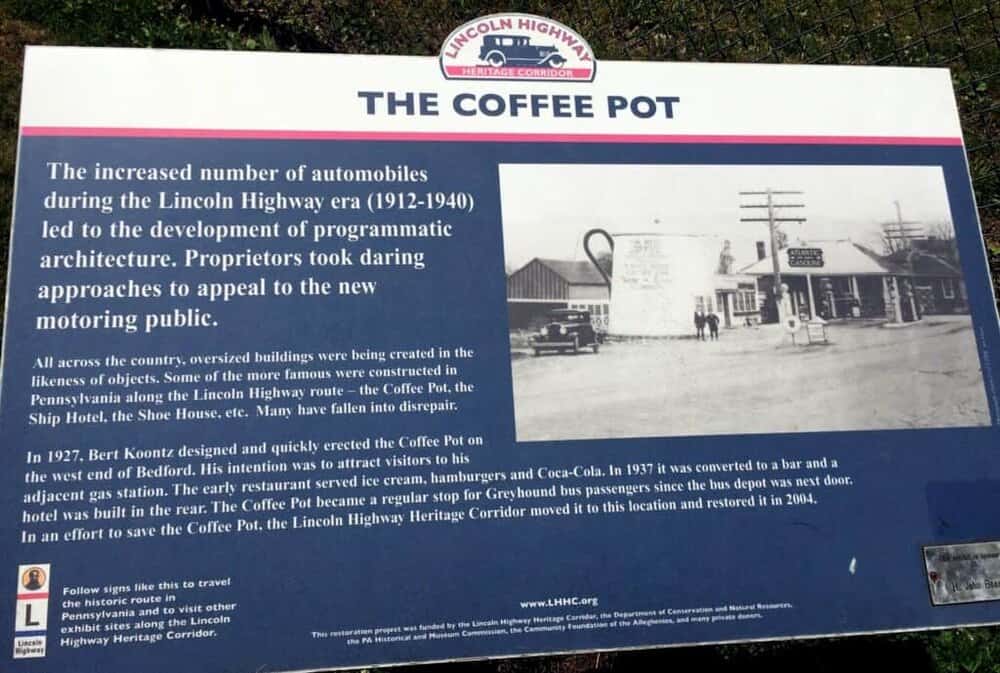 LINCOLN HIGHWAY
HERITAGE CORRIDOR
THE COFFEE POT
The increased number of automobiles
during the Lincoln Highway era (1912-1940)
led to the development of programmatic
architecture. Proprietors took daring
approaches to appeal to the new
motoring public.
All across the country, oversized buildings were being created in the
likeness of objects. Some of the more famous were constructed in
Pennsylvania along the Lincoln Highway route – the Coffee Pot, the
Ship Hotel, the Shoe House, etc. Many have fallen into disrepair.
In 1927, Bert Koontz designed and quickly erected the Coffee Pot on
the west end of Bedford. His intention was to attract visitors to his
adjacent gas station. The early restaurant served ice cream, hamburgers and Coca-Cola. In 1937 it was converted to a bar and a
hotel was built in the rear. The Coffee Pot became a regular stop for Greyhound bus passengers since the bus depot was next door.
In an effort to save the Coffee Pot, the Lincoln Highway Heritage Corridor moved it to this location and restored it in 2004.
ATLANTIC
GASOLINE
L
Lincoln
Highway
Follow signs like this to travel
the historic route in
Pennsylvania and to visit other
exhibit sites along the Lincoln
Highway Heritage Corridor.
www.LHHC.org
This restoration project was funded by the Lincoln Highway Heritage Corridor, the Department of Conservation and Natural Resources,
the PA Historical and Museum Commission, the Community Foundation of the Alleghenies, and many private donors.
H. John